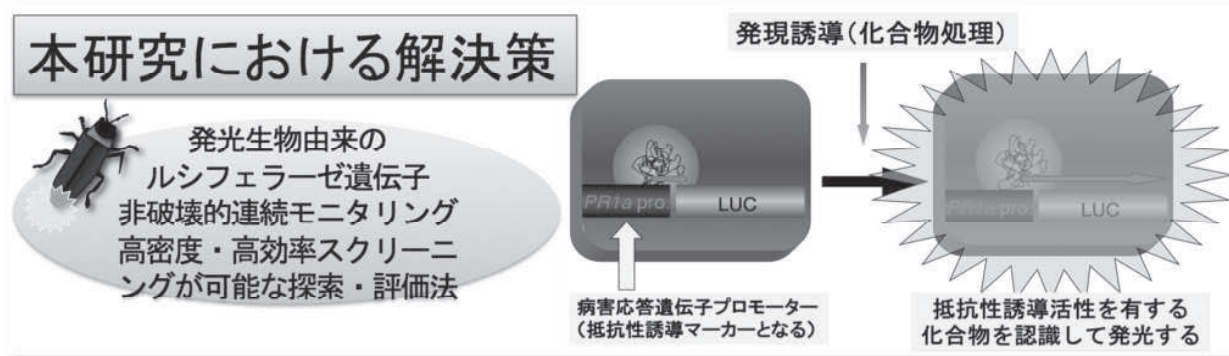 本研究における解決策
発光生物由来の
ルシフェラーゼ遺伝子
非破壊的連続モニタリング
高密度・高効率スクリーニ
ングが可能な探索・評価法
発現誘導(化合物処理)
PR1a pro.
LUC
PR1a pro.
LUC
病害応答遺伝子プロモーター
(抵抗性誘導マーカーとなる)
抵抗性誘導活性を有する
化合物を認識して発光する